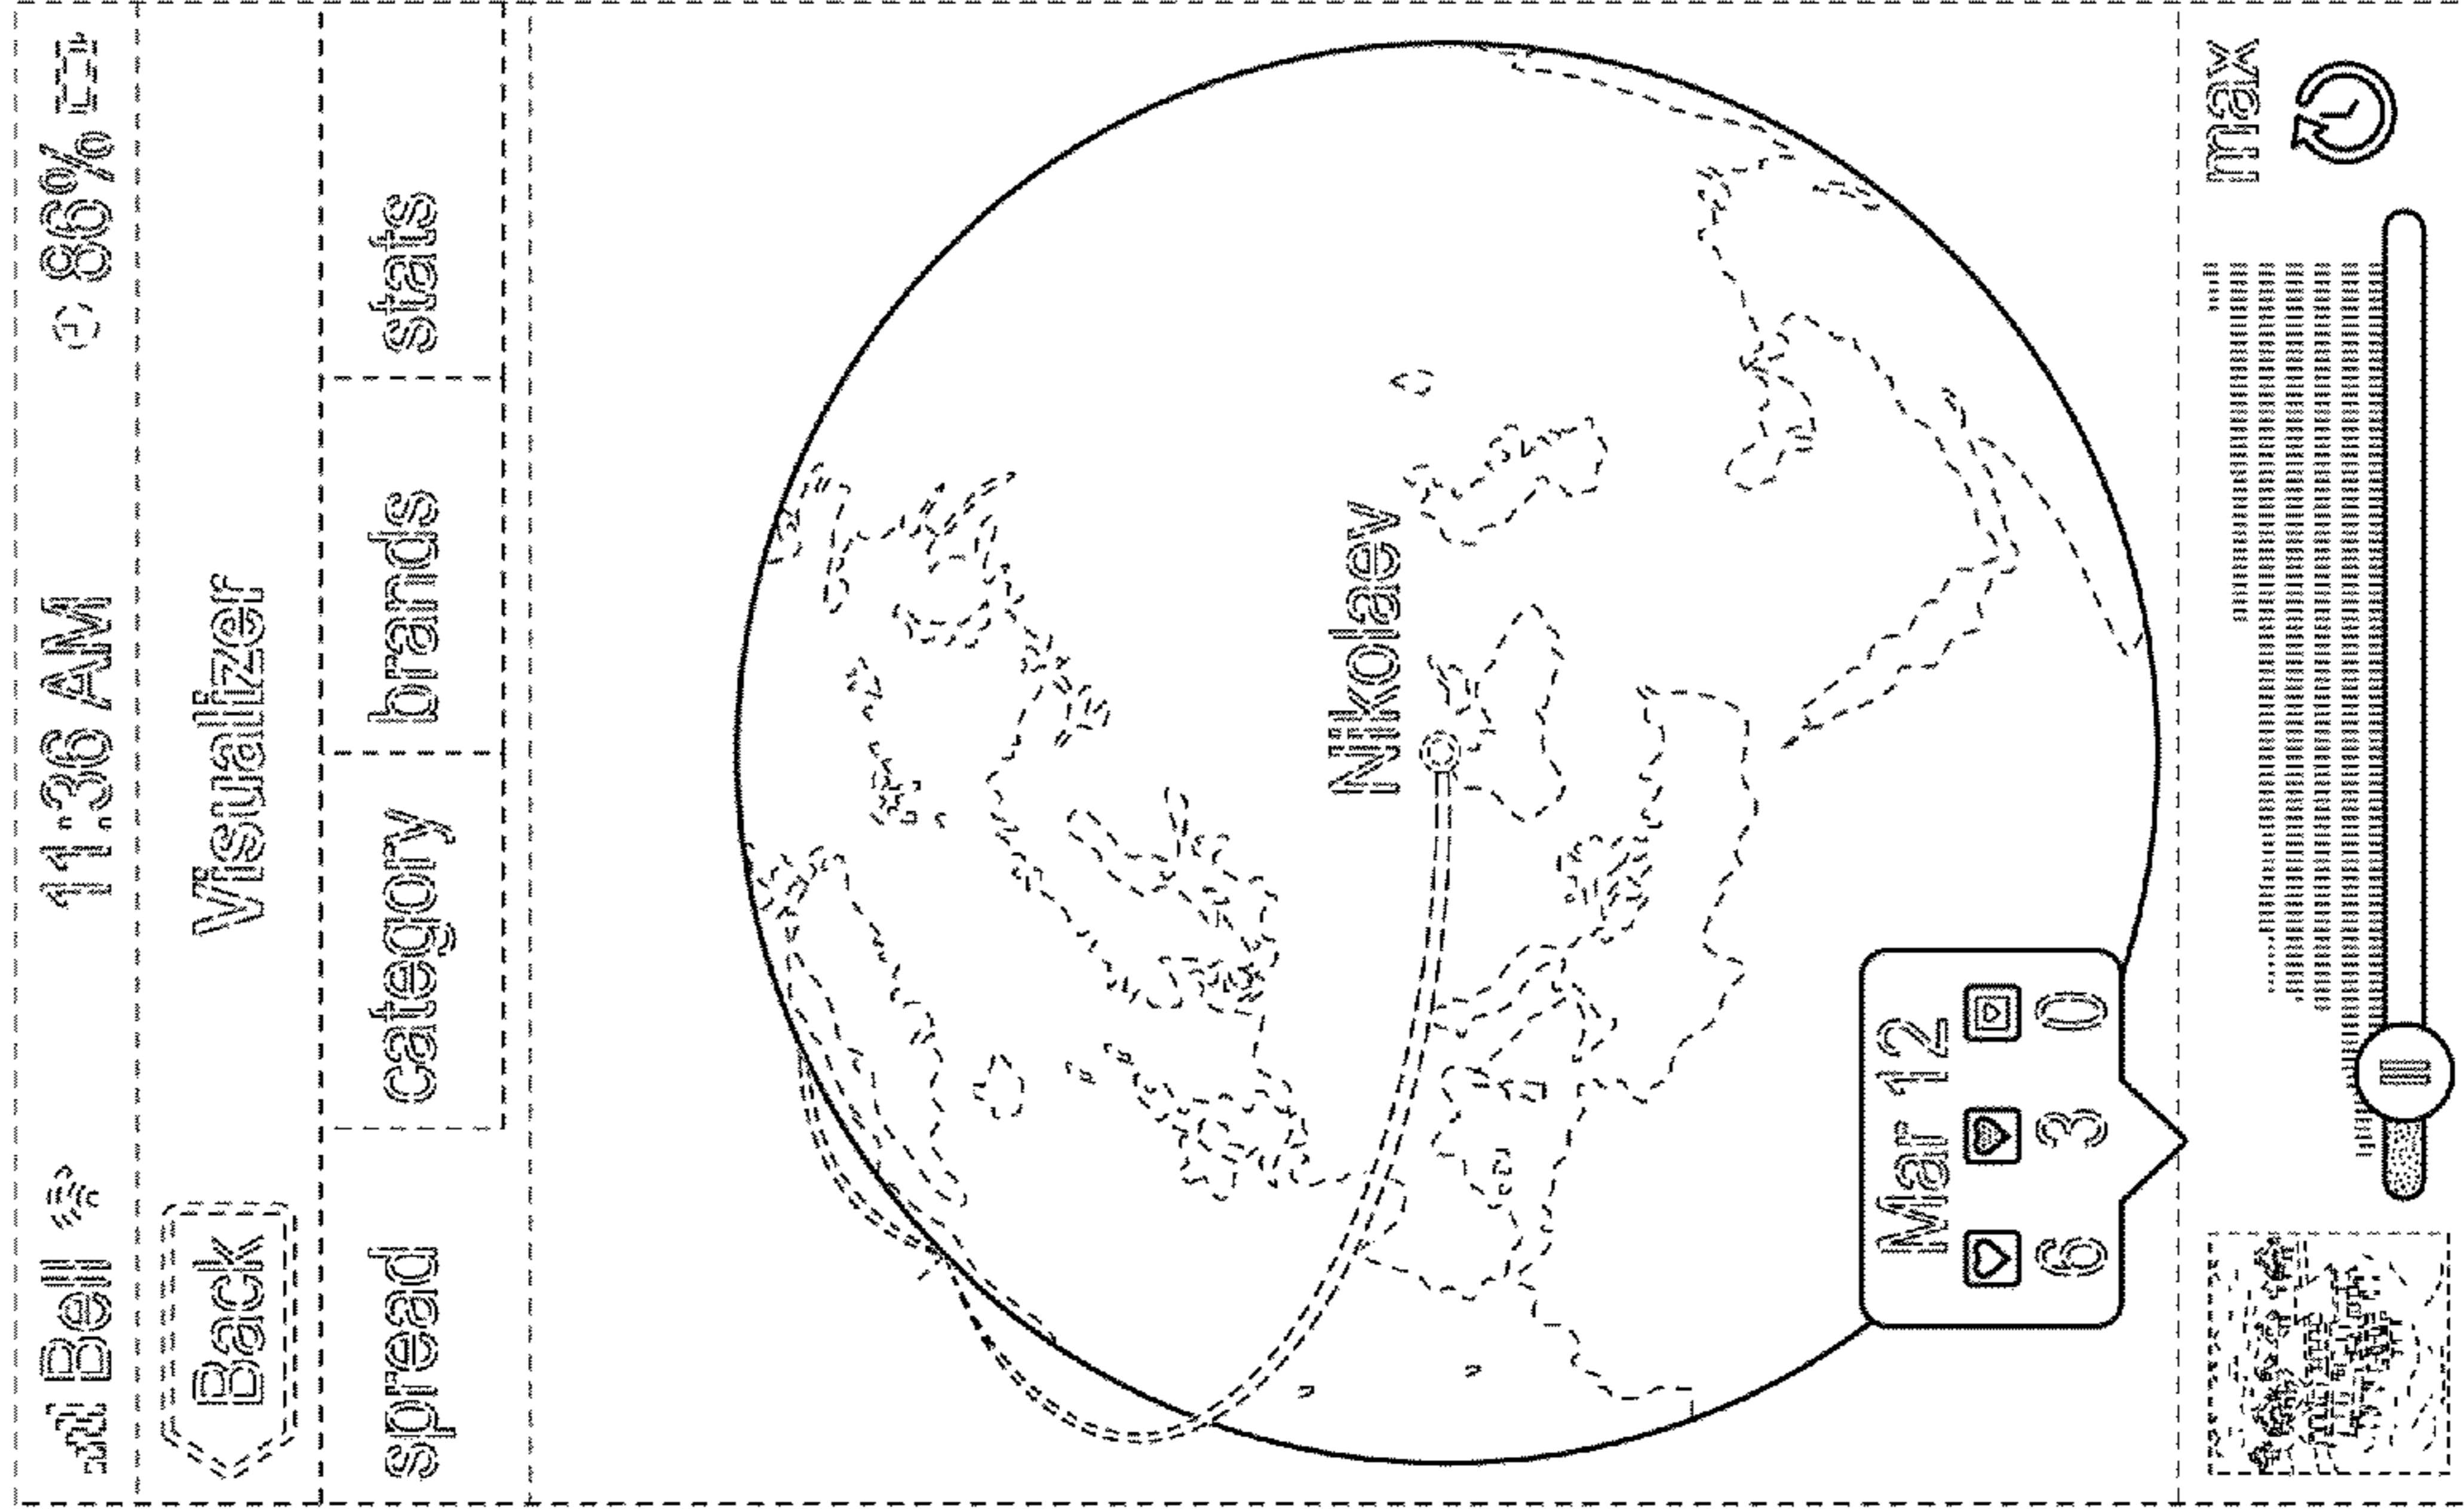 Bell 11:36 AM 86%
Back Visualizer
spread category brands stats
Nikolaev
Mar 12
6 3 0
max